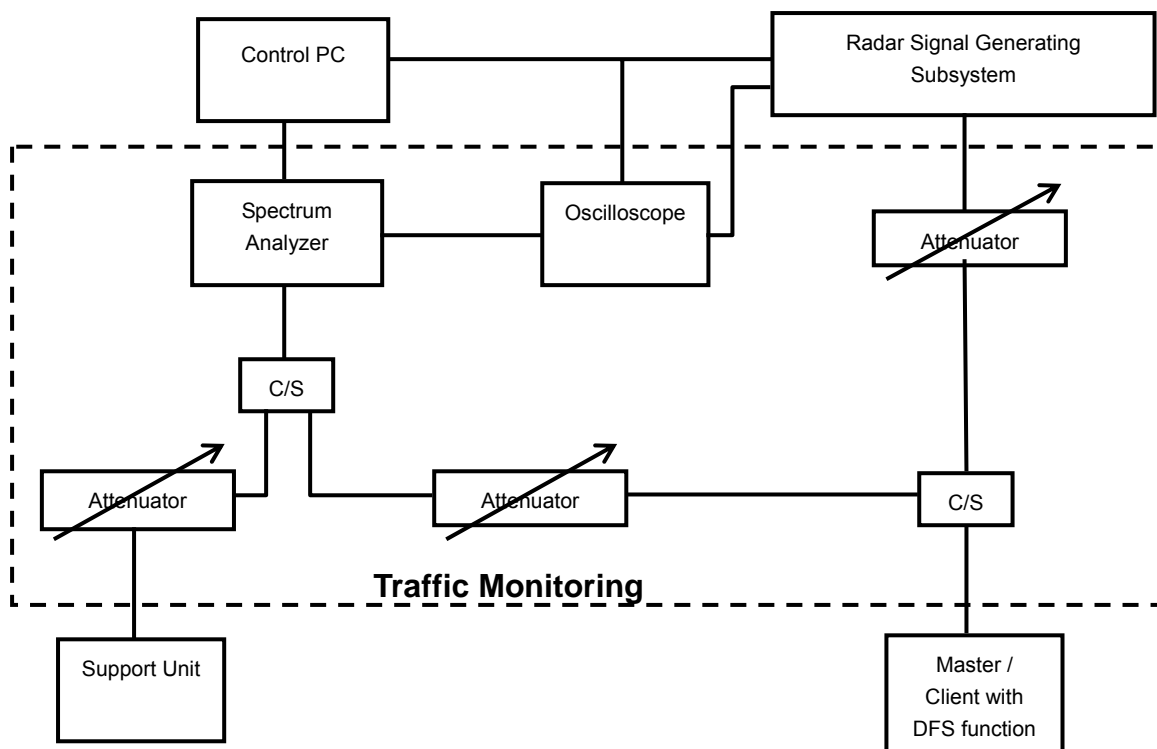 Control PC
Radar Signal Generating
Subsystem
Spectrum
Analyzer
Oscilloscope
Attenuator
C/S
Attenuator
Attenuator
C/S
Traffic Monitoring
Support Unit
Master /
Client with
DFS function